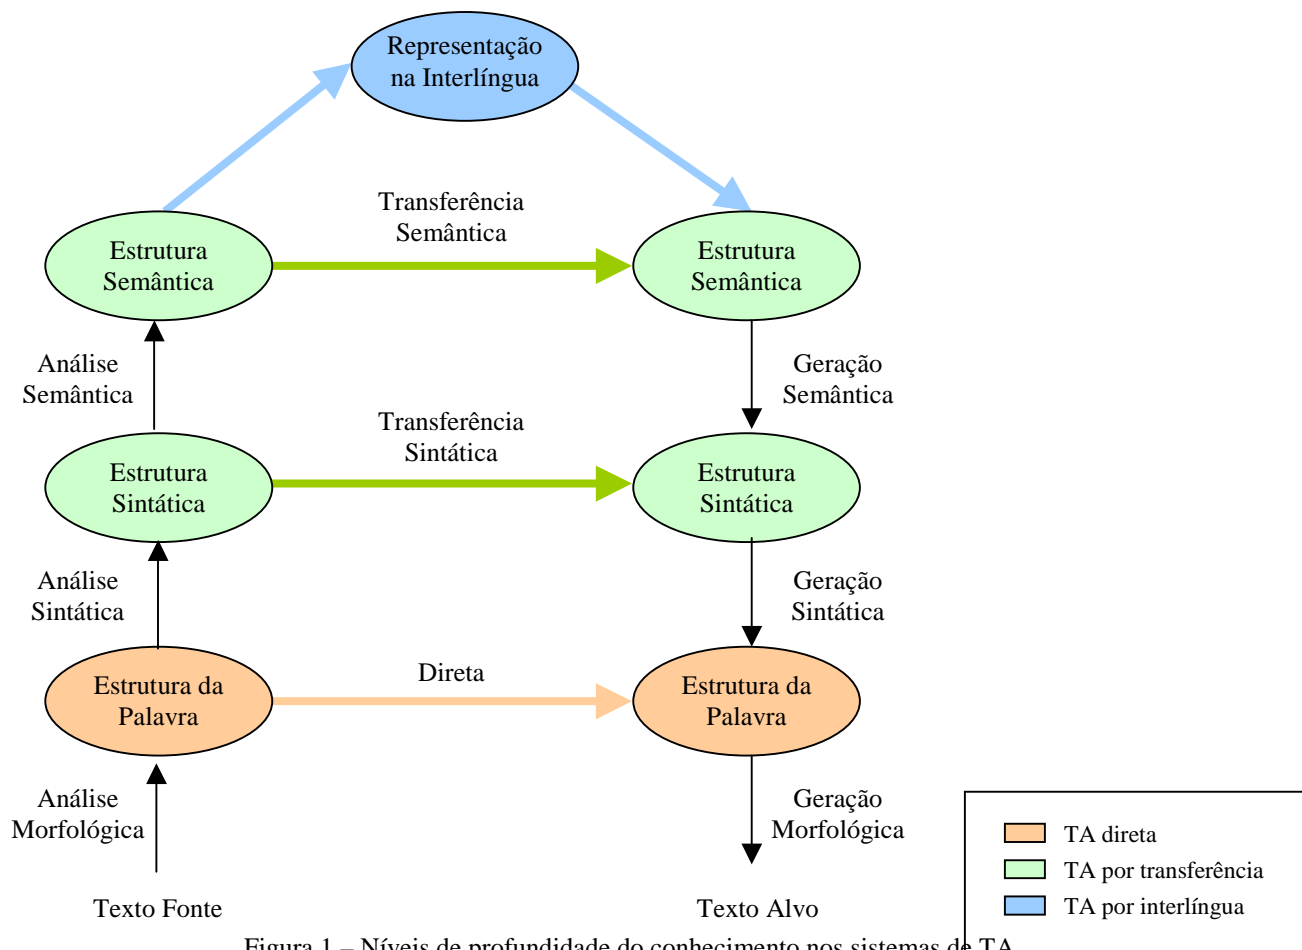 Representação
na Interlíngua
Transferência
Semântica
Estrutura
Semântica
Estrutura
Semântica
Análise
Semântica
Geração
Semântica
Transferência
Sintática
Estrutura
Sintática
Estrutura
Sintática
Análise
Sintática
Geração
Sintática
Direta
Estrutura da
Palavra
Estrutura da
Palavra
Análise
Morfológica
Geração
Morfológica
Texto Fonte
Texto Alvo
TA direta
TA por transferência
TA por interlíngua
Figura 1 – Níveis de profundidade do conhecimento nos sistemas de TA